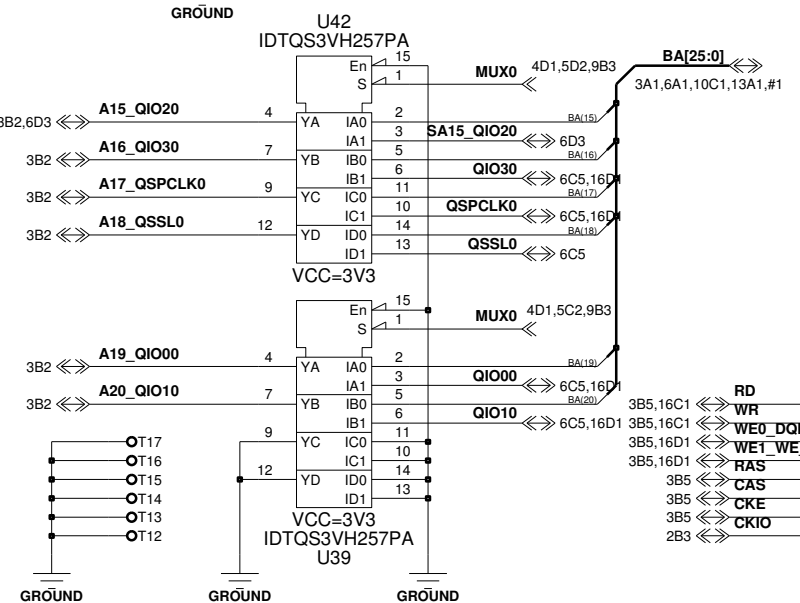 GROUND
U42
IDTQS3VH257PA
BA[25:0]
3A1,6A1,10C1,13A1,#1
En 15
S 1 MUX0 4D1,5D2,9B3
3B2,6D3 A15_QIO20 4 YA IA0 2 BA(15)
IA1 3 SA15_QIO20 6D3
3B2 A16_QIO30 7 YB IB0 5 BA(16)
IB1 6 QIO30 6C5,16D1
3B2 A17_QSPCLK0 9 YC IC0 11 BA(17)
IC1 10 QSPCLK0 6C5,16D1
3B2 A18_QSSL0 12 YD ID0 14 BA(18)
ID1 13 QSSL0 6C5
VCC=3V3
En 15
S 1 MUX0 4D1,5C2,9B3
3B2 A19_QIO00 4 YA IA0 2 BA(19)
IA1 3 QIO00 6C5,16D1
3B2 A20_QIO10 7 YB IB0 5 BA(20)
IB1 6 QIO10 6C5,16D1
9 YC IC0 11
IC1 10
12 YD ID0 14
ID1 13
VCC=3V3
IDTQS3VH257PA
U39
T17
T16
T15
T14
T13
T12
3B5,16C1 RD
3B5,16C1 WR
3B5,16D1 WE0_DQ
3B5,16D1 WE1_WE_
3B5 RAS
3B5 CAS
3B5 CKE
2B3 CKIO
GROUND
GROUND
GROUND